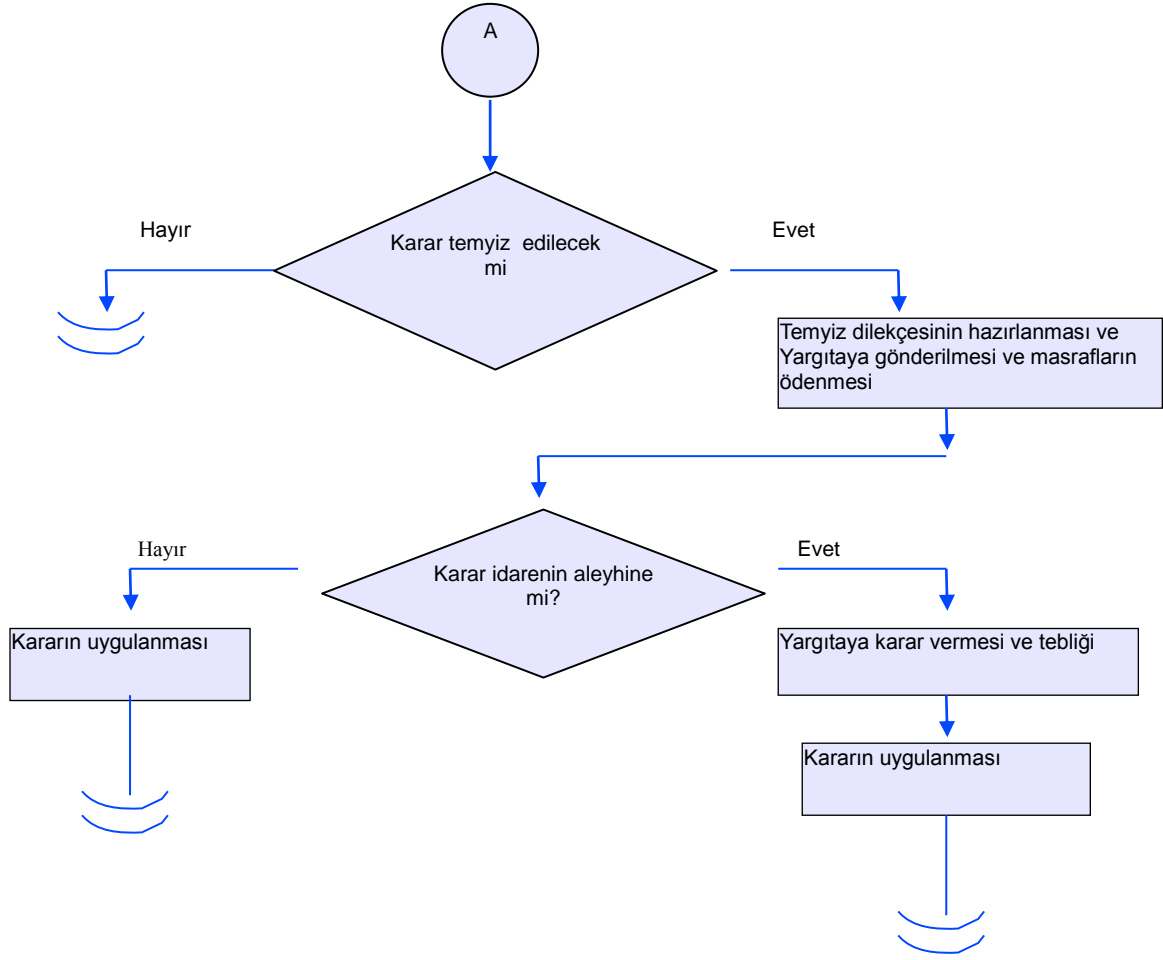 A
Hayır
Evet
Karar temyiz edilecek
mi
Temyiz dilekçesinin hazırlanması ve
Yargıtaya gönderilmesi ve masrafların
ödenmesi
Hayır
Evet
Karar idarenin aleyhine
mi?
Kararın uygulanması
Yargıtaya karar vermesi ve tebliği
Kararın uygulanması